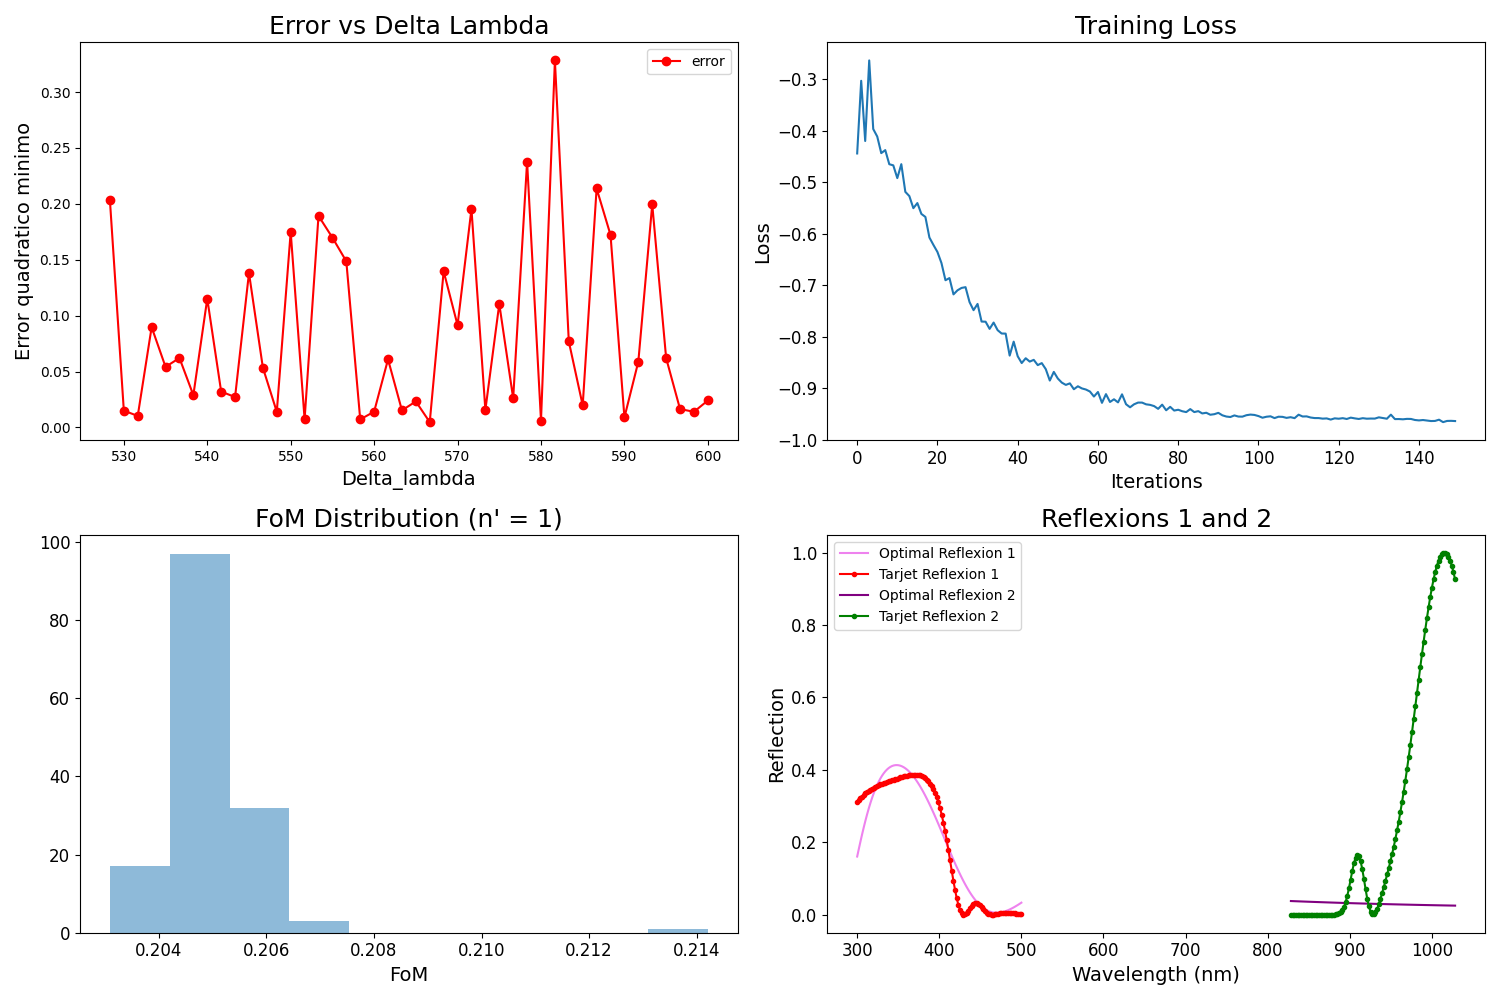 Error vs Delta Lambda
error
Error quadratico minimo
0.30
0.25
0.20
0.15
0.10
0.05
0.00
530 540 550 560 570 580 590 600
Delta_lambda
Training Loss
Loss
−0.3
−0.4
−0.5
−0.6
−0.7
−0.8
−0.9
−1.0
0 20 40 60 80 100 120 140
Iterations
FoM Distribution (n' = 1)
100
80
60
40
20
0
0.204 0.206 0.208 0.210 0.212 0.214
FoM
Reflexions 1 and 2
Optimal Reflexion 1
Tarjet Reflexion 1
Optimal Reflexion 2
Tarjet Reflexion 2
Reflection
1.0
0.8
0.6
0.4
0.2
0.0
300 400 500 600 700 800 900 1000
Wavelength (nm)